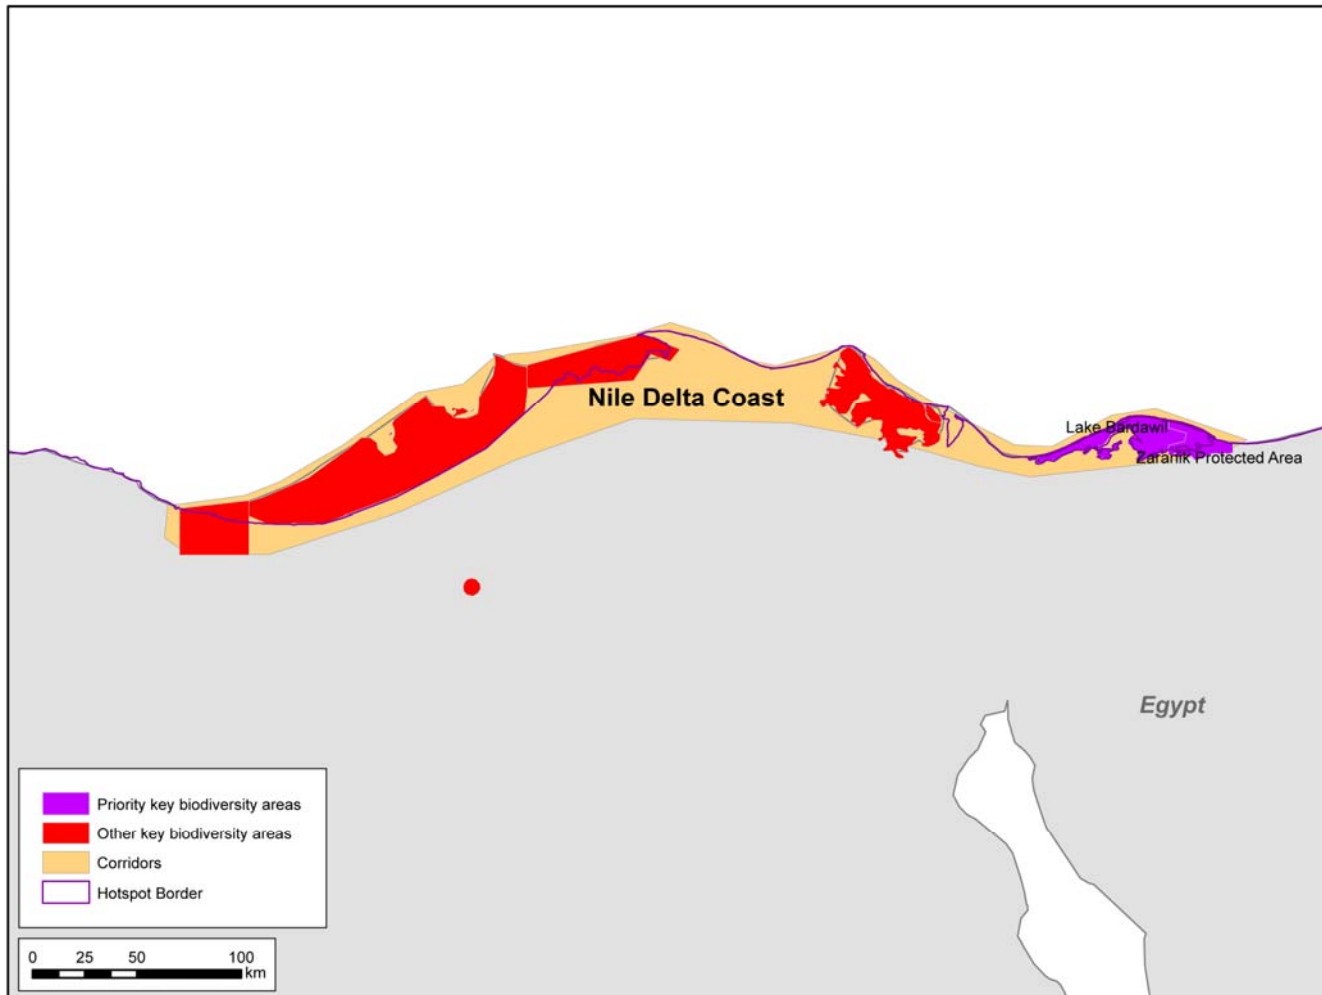 Nile Delta Coast
Lake Bardawil
Zaranik Protected Area
Egypt
Priority key biodiversity areas
Other key biodiversity areas
Corridors
Hotspot Border
0 25 50 100
km